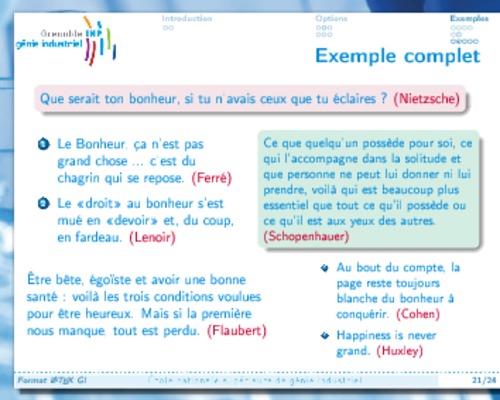 Grenoble INP
génie industriel
Introduction
Options
Exemples
Exemple complet
Que serait ton bonheur, si tu n'avais ceux que tu éclaires ? (Nietzsche)
1 Le Bonheur, ça n'est pas
grand chose ... c'est du
chagrin qui se repose. (Ferré)
2 Le «droit» au bonheur s'est
mué en «devoir» et, du coup,
en fardeau. (Lenoir)
Être bête, égoïste et avoir une bonne
santé : voilà les trois conditions voulues
pour être heureux. Mais si la première
nous manque, tout est perdu. (Flaubert)
Ce que quelqu'un possède pour soi, ce
qui l'accompagne dans la solitude et
que personne ne peut lui donner ni lui
prendre, voilà qui est beaucoup plus
essentiel que tout ce qu'il possède ou
ce qu'il est aux yeux des autres.
(Schopenhauer)
Au bout du compte, la
page reste toujours
blanche du bonheur à
conquérir. (Cohen)
Happiness is never
grand. (Huxley)
Format LATEX GI
École nationale supérieure de génie industriel
21/24